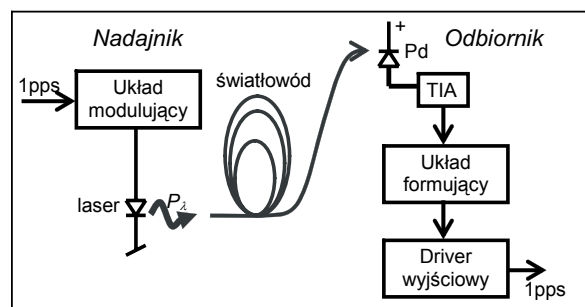 Nadajnik
1pps
Układ
modulujący
laser
Pλ
światłowód
+
Pd
Odbiornik
TIA
Układ
formujący
Driver
wyjściowy
1pps